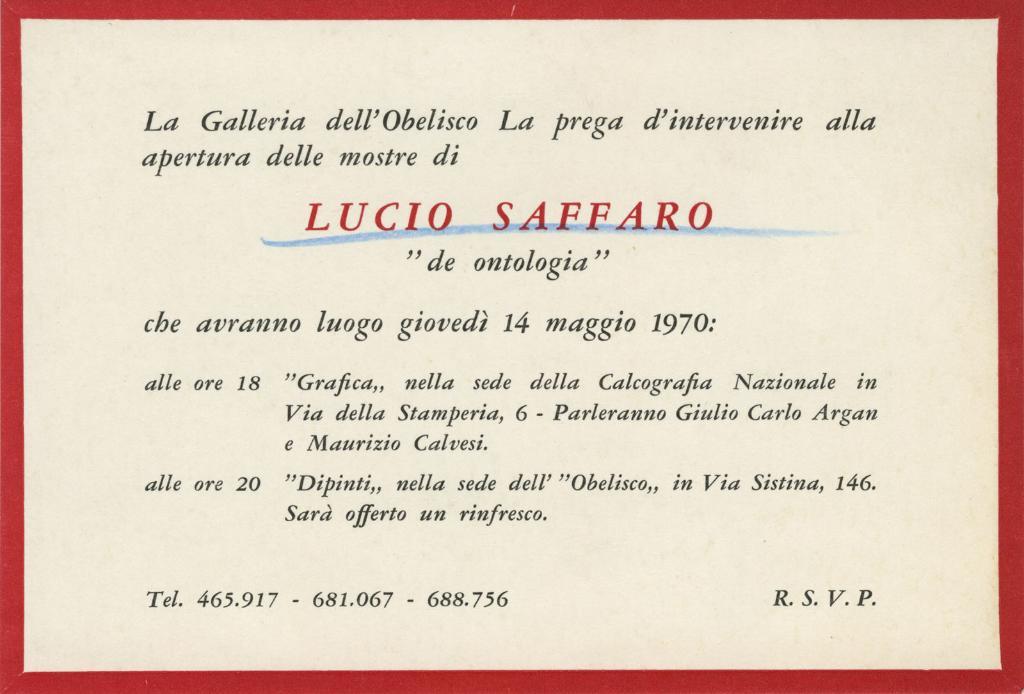 La Galleria dell'Obelisco La prega d'intervenire alla
apertura delle mostre di
LUCIO SAFFARO
"de ontologia"
che avranno luogo giovedì 14 maggio 1970:
alle ore 18 "Grafica„ nella sede della Calcografia Nazionale in
Via della Stamperia, 6 - Parleranno Giulio Carlo Argan
e Maurizio Calvesi.
alle ore 20 "Dipinti„ nella sede dell' "Obelisco„ in Via Sistina, 146.
Sarà offerto un rinfresco.
Tel. 465.917 - 681.067 - 688.756 R. S. V. P.